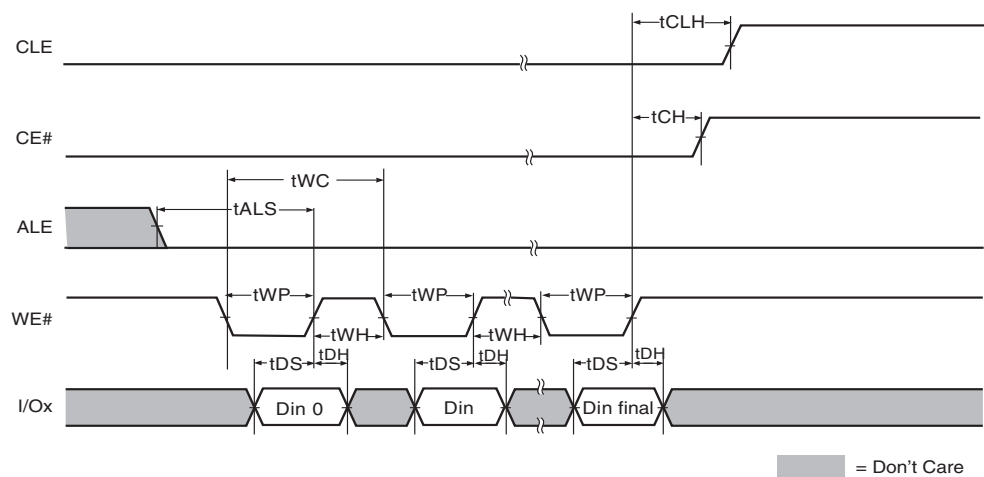 tCLH
CLE
tCH
CE#
tWC
tALS
ALE
tWP
tWP
tWP
WE#
tWH
tWH
tDS
tDH
tDS
tDH
tDS
tDH
I/Ox
Din 0
Din
Din final
= Don't Care